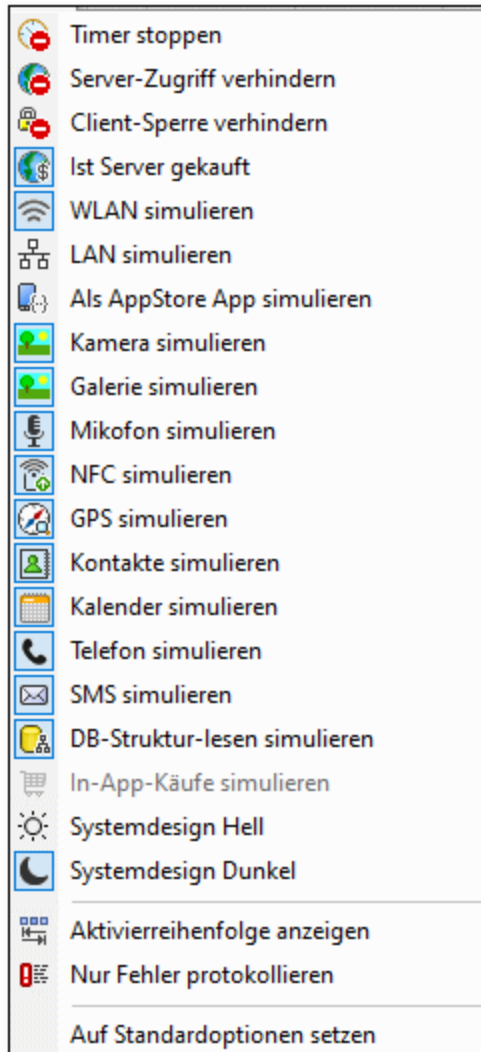 Timer stoppen
Server-Zugriff verhindern
Client-Sperre verhindern
Ist Server gekauft
WLAN simulieren
LAN simulieren
Als AppStore App simulieren
Kamera simulieren
Galerie simulieren
Mikofon simulieren
NFC simulieren
GPS simulieren
Kontakte simulieren
Kalender simulieren
Telefon simulieren
SMS simulieren
DB-Struktur-lesen simulieren
In-App-Käufe simulieren
Systemdesign Hell
Systemdesign Dunkel
Aktivierreihenfolge anzeigen
Nur Fehler protokollieren
Auf Standardoptionen setzen